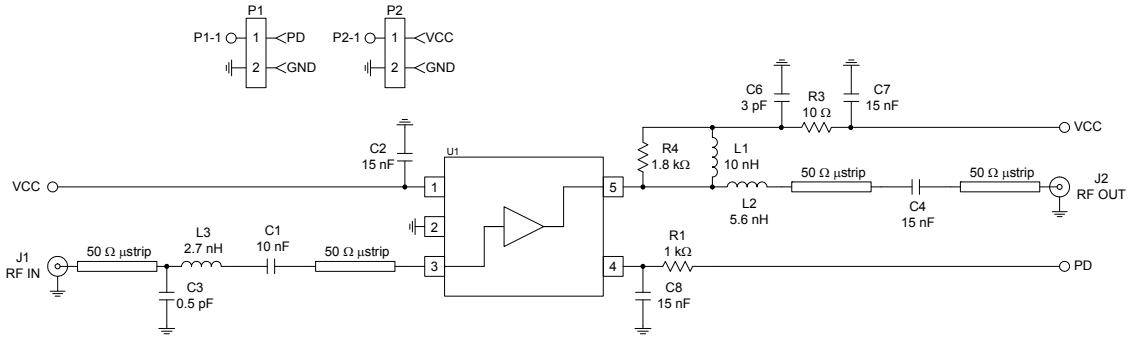 P1
P2
P1-1
1
PD
P2-1
1
VCC
2
GND
2
GND
C6
3 pF
R3
10 Ω
C7
15 nF
VCC
C2
15 nF
U1
R4
1.8 kΩ
L1
10 nH
VCC
1
5
50 Ω μstrip
50 Ω μstrip
J2
RF OUT
L2
5.6 nH
C4
15 nF
2
J1
RF IN
50 Ω μstrip
L3
2.7 nH
C1
10 nF
50 Ω μstrip
3
4
R1
1 kΩ
PD
C3
0.5 pF
C8
15 nF